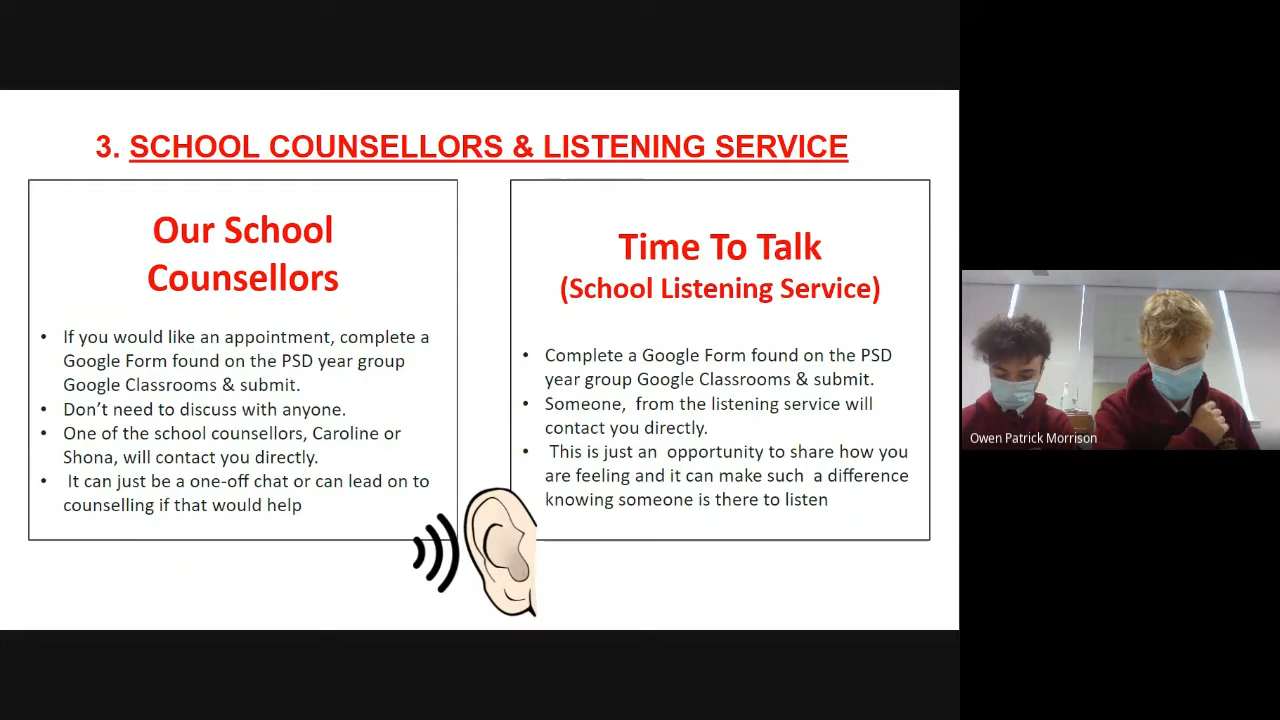 3. SCHOOL COUNSELLORS & LISTENING SERVICE
Our School
Counsellors
• If you would like an appointment, complete a
Google Form found on the PSD year group
Google Classrooms & submit.
• Don't need to discuss with anyone.
• One of the school counsellors, Caroline or
Shona, will contact you directly.
• It can just be a one-off chat or can lead on to
counselling if that would help
Time To Talk
(School Listening Service)
• Complete a Google Form found on the PSD
year group Google Classrooms & submit.
• Someone, from the listening service will
contact you directly.
• This is just an opportunity to share how you
are feeling and it can make such a difference
knowing someone is there to listen
Owen Patrick Morrison